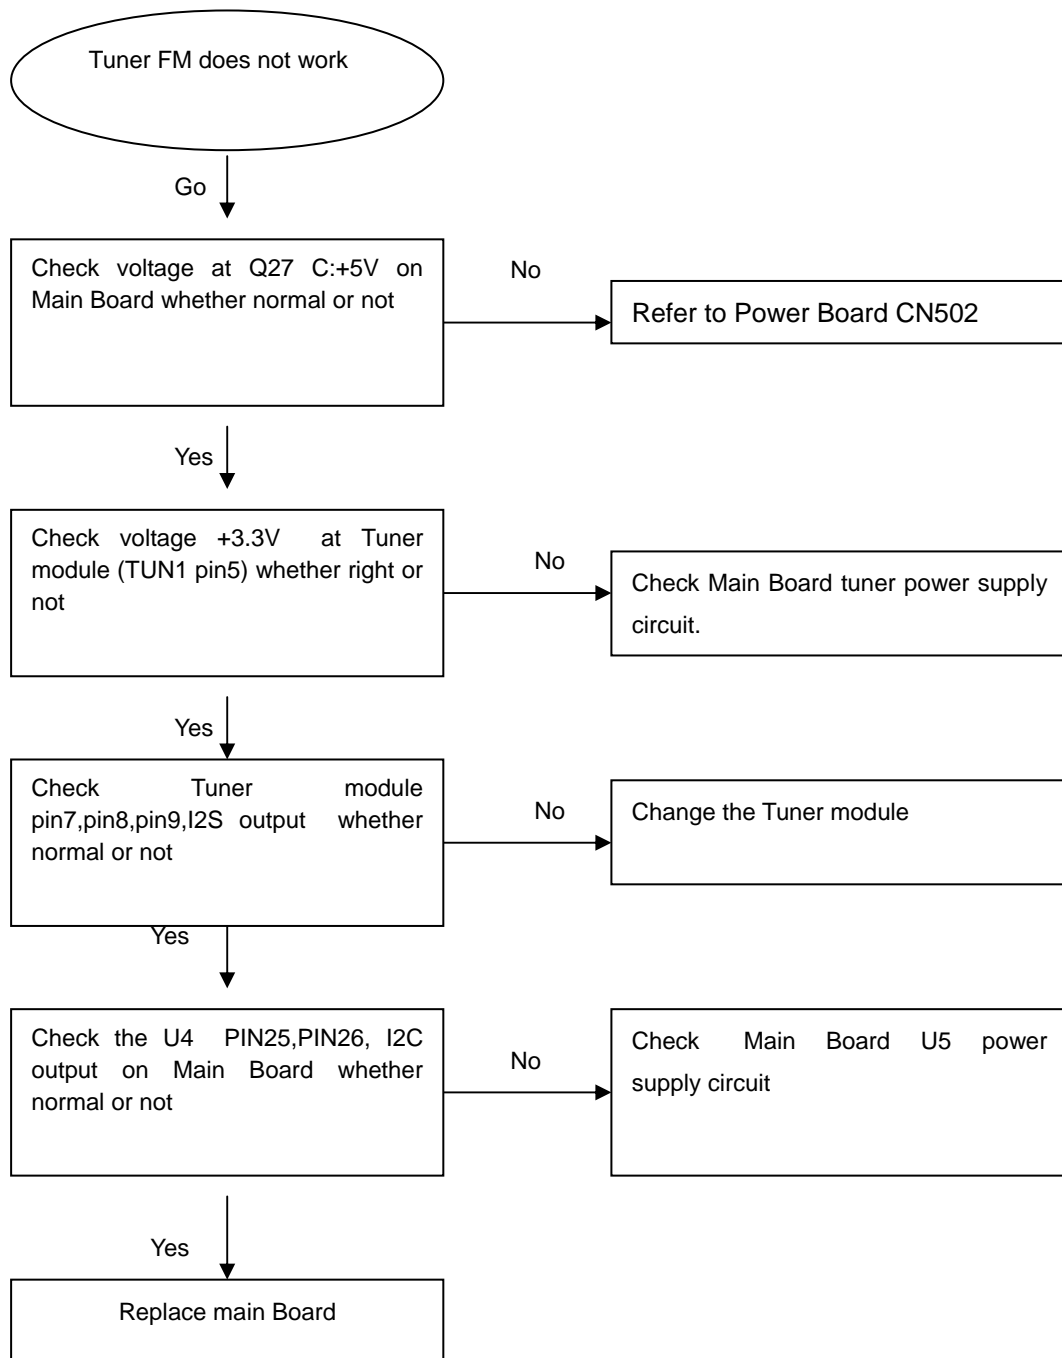 Tuner FM does not work
Go
Check voltage at Q27 C:+5V on
Main Board whether normal or not
No
Refer to Power Board CN502
Yes
Check voltage +3.3V at Tuner
module (TUN1 pin5) whether right or
not
No
Check Main Board tuner power supply
circuit.
Yes
Check Tuner module
pin7,pin8,pin9,I2S output whether
normal or not
No
Change the Tuner module
Yes
Check the U4 PIN25,PIN26, I2C
output on Main Board whether
normal or not
No
Check Main Board U5 power
supply circuit
Yes
Replace main Board